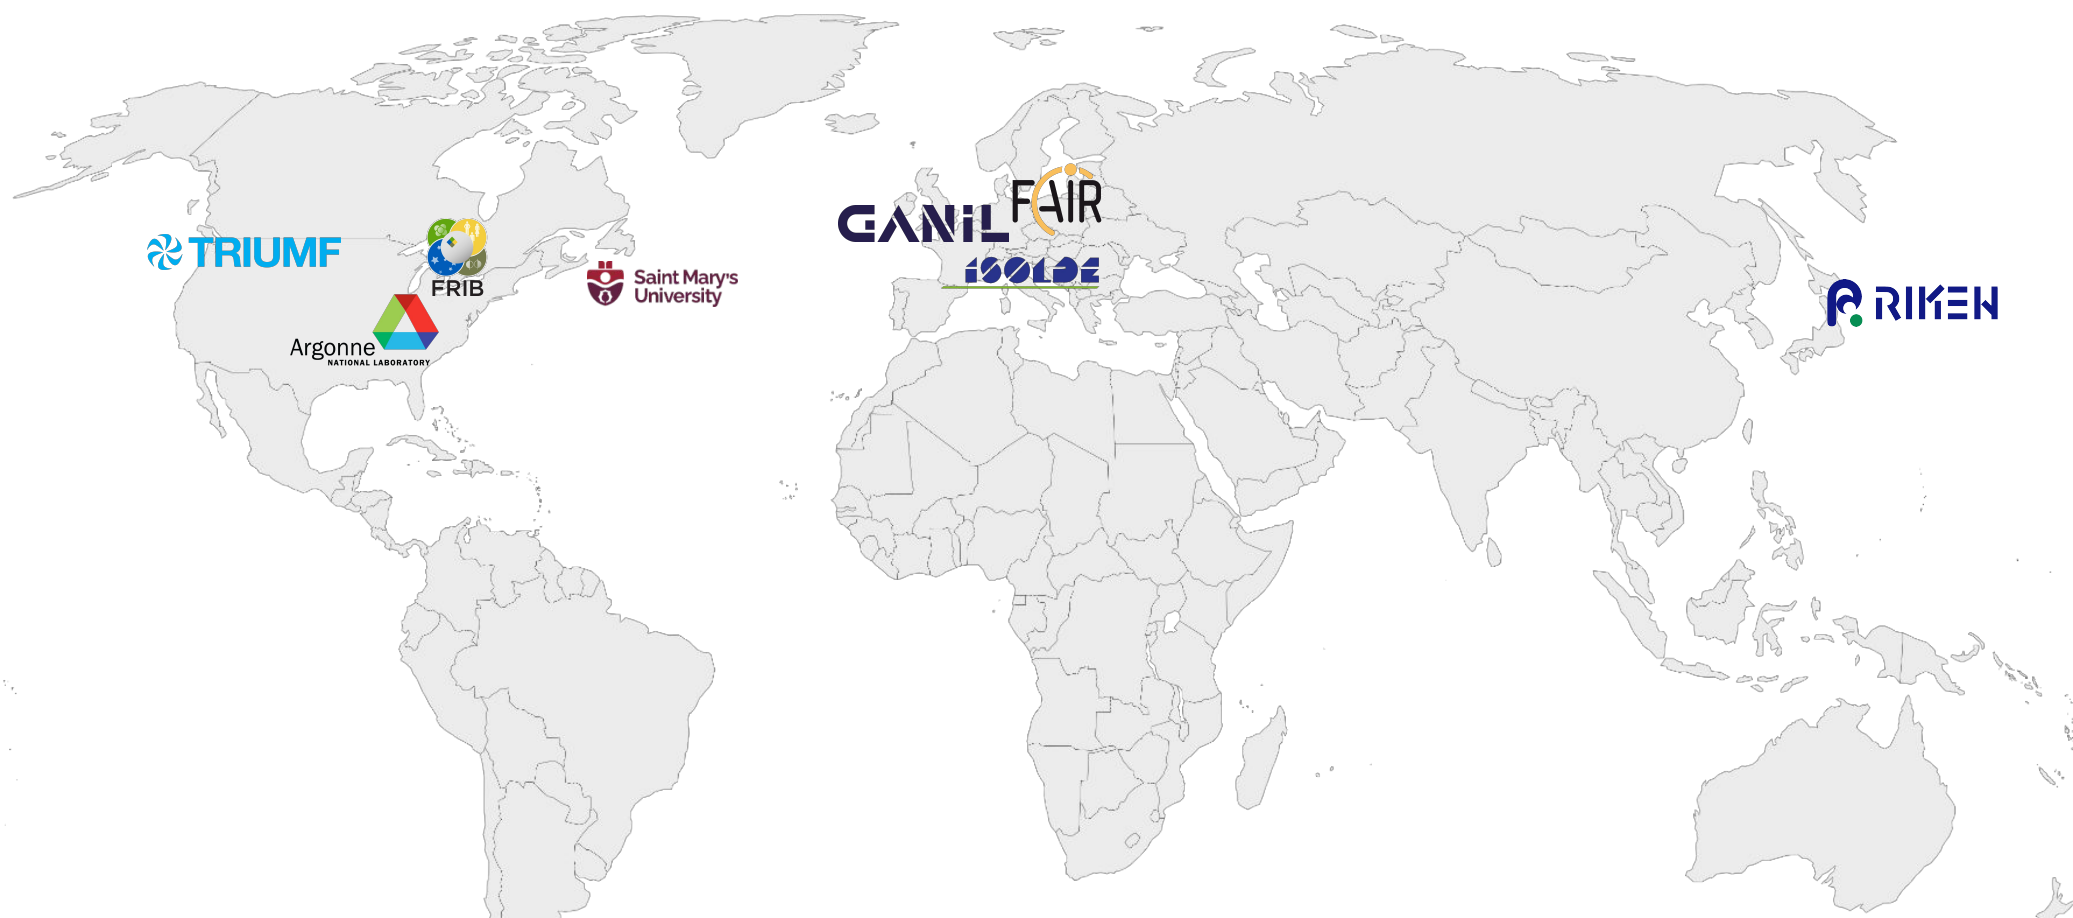 TRIUMF
FRIB
Argonne
NATIONAL LABORATORY
Saint Mary's
University
GANIL
FAIR
ISOLDE
RIKEN